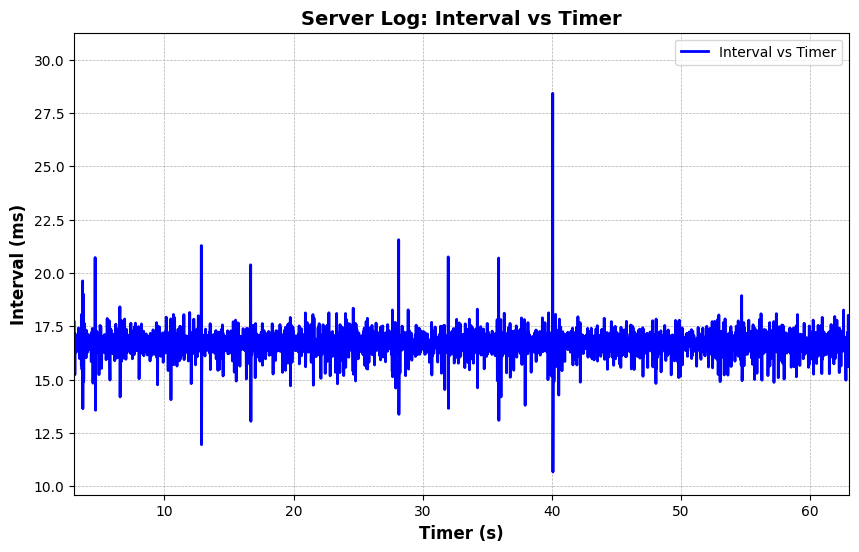 Server Log: Interval vs Timer
Interval vs Timer
30.0
27.5
25.0
22.5
20.0
17.5
15.0
12.5
10.0
Interval (ms)
10 20 30 40 50 60
Timer (s)